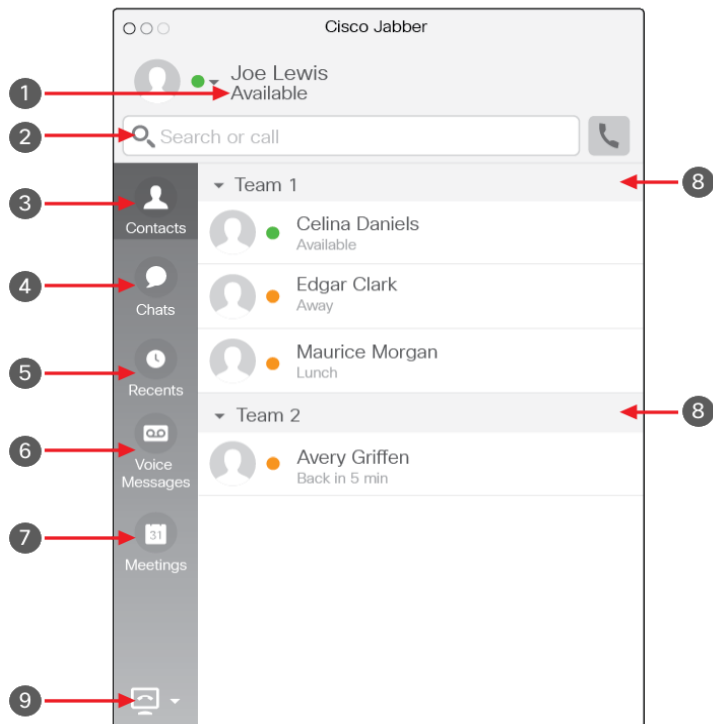 Cisco Jabber
Joe Lewis
1
Available
2
Search or call
Team 1
8
3
Contacts
Celina Daniels
Available
4
Chats
Edgar Clark
Away
5
Recents
Maurice Morgan
Lunch
Team 2
8
6
Voice
Messages
Avery Griffen
Back in 5 min
7
31
Meetings
9